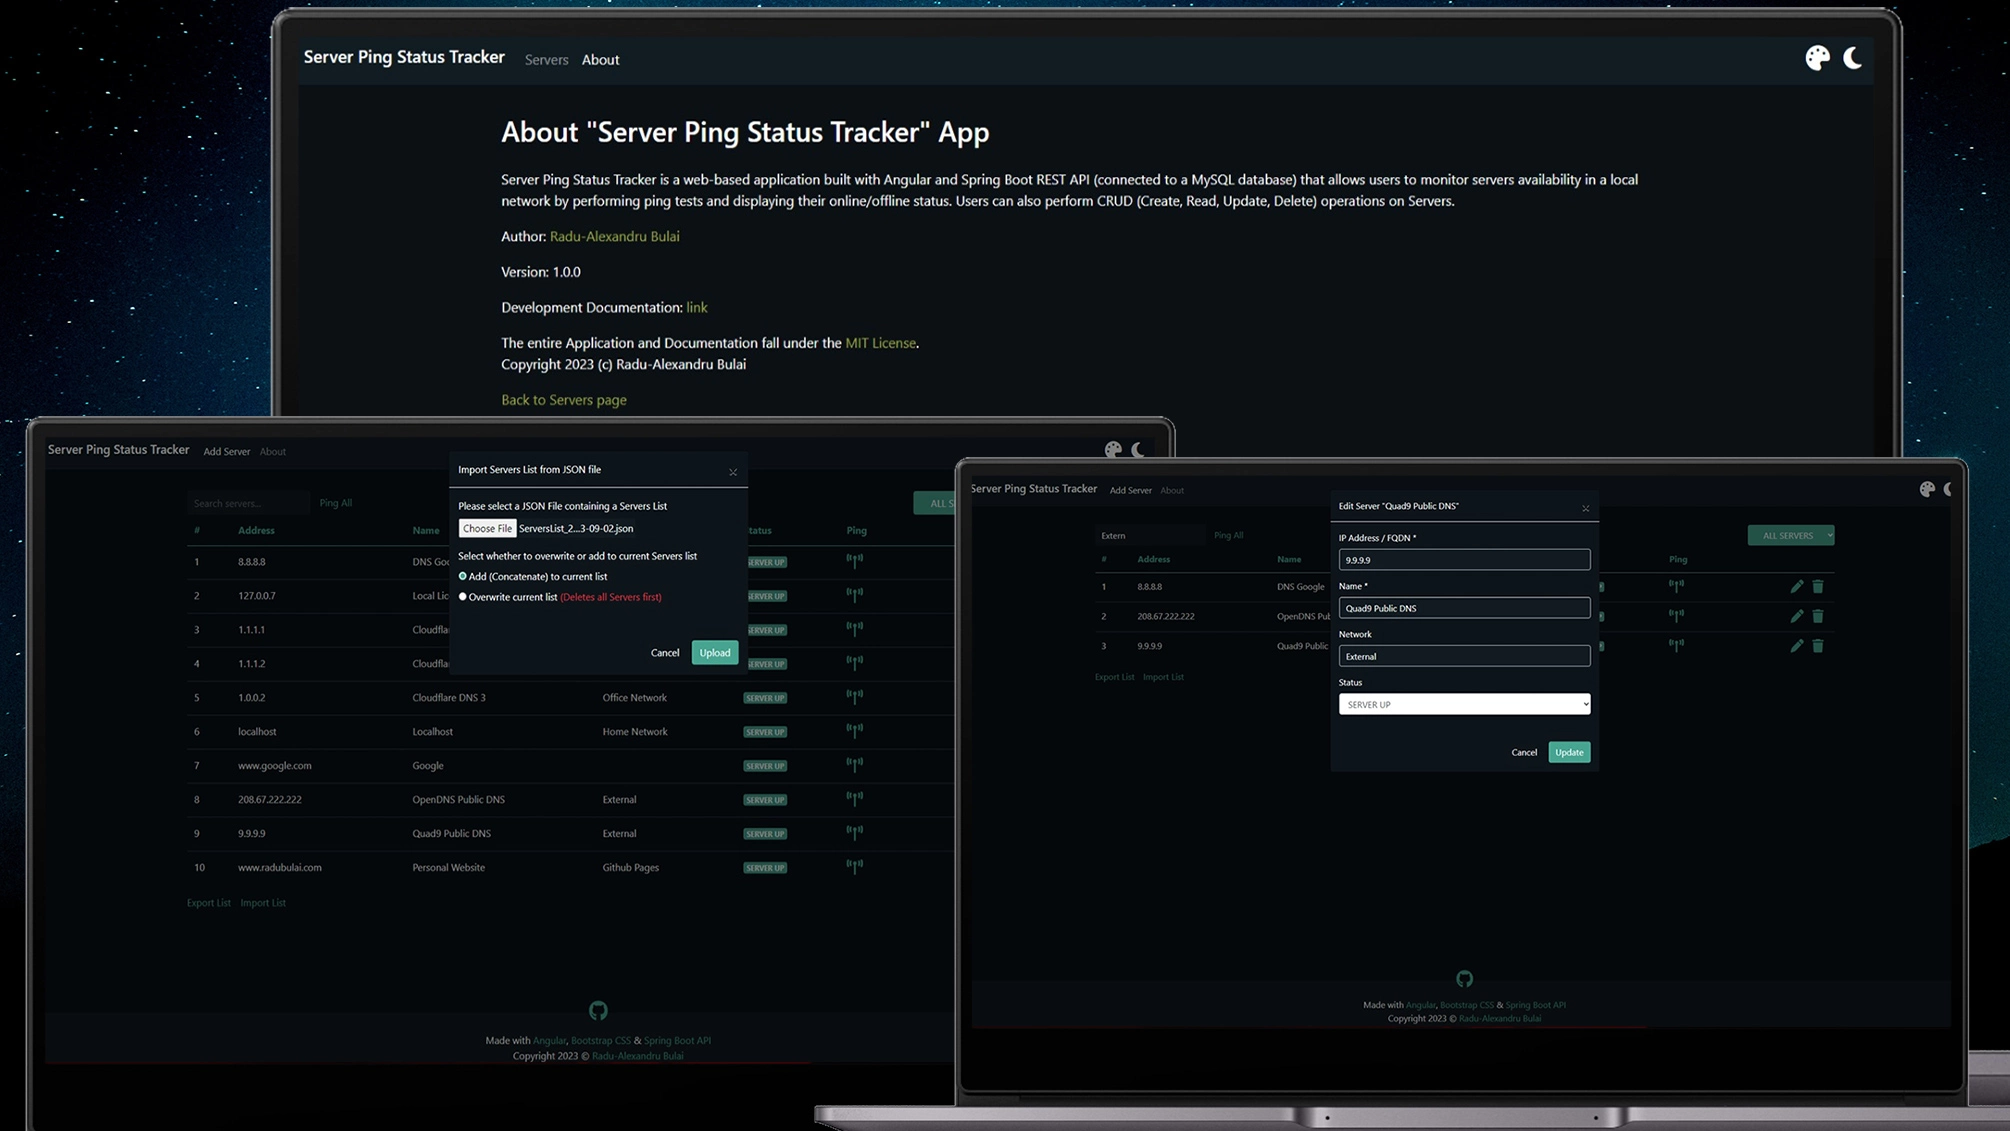 Server Ping Status Tracker Servers About
About "Server Ping Status Tracker" App
Server Ping Status Tracker is a web-based application built with Angular and Spring Boot REST API (connected to a MySQL database) that allows users to monitor servers availability in a local
network by performing ping tests and displaying their online/offline status. Users can also perform CRUD (Create, Read, Update, Delete) operations on Servers.
Author: Radu-Alexandru Bulai
Version: 1.0.0
Development Documentation: link
The entire Application and Documentation fall under the MIT License.
Copyright 2023 (c) Radu-Alexandru Bulai
Back to Servers page
Server Ping Status Tracker Add Server About
Search servers... Ping All ALL S
# Address Name tatus Ping
1 8.8.8.8 DNS Goo SERVER UP
2 127.0.0.7 Local Lic SERVER UP
3 1.1.1.1 Cloudfla SERVER UP
4 1.1.1.2 Cloudfla SERVER UP
5 1.0.0.2 Cloudflare DNS 3 Office Network SERVER UP
6 localhost Localhost Home Network SERVER UP
7 www.google.com Google SERVER UP
8 208.67.222.222 OpenDNS Public DNS External SERVER UP
9 9.9.9.9 Quad9 Public DNS External SERVER UP
10 www.radubulai.com Personal Website Github Pages SERVER UP
Export List Import List
Made with Angular, Bootstrap CSS & Spring Boot API
Copyright 2023 © Radu-Alexandru Bulai
Import Servers List from JSON file
Please select a JSON File containing a Servers List
Choose File ServersList_2...3-09-02.json
Select whether to overwrite or add to current Servers list
Add (Concatenate) to current list
Overwrite current list (Deletes all Servers first)
Cancel Upload
Server Ping Status Tracker Add Server About
Extern Ping All ALL SERVERS
# Address Name Ping
1 8.8.8.8 DNS Google
2 208.67.222.222 OpenDNS Pub
3 9.9.9.9 Quad9 Public
Export List Import List
Edit Server "Quad9 Public DNS"
IP Address / FQDN *
9.9.9.9
Name *
Quad9 Public DNS
Network
External
Status
SERVER UP
Cancel Update
Made with Angular, Bootstrap CSS & Spring Boot API
Copyright 2023 © Radu-Alexandru Bulai